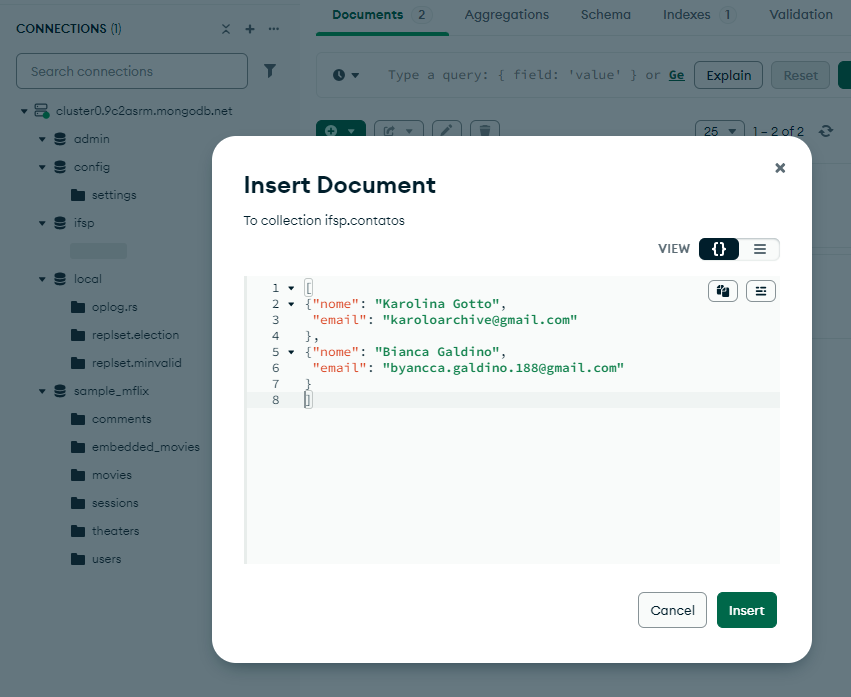 CONNECTIONS (1)
Search connections
cluster0.9c2asrm.mongodb.net
admin
config
settings
ifsp
local
oplog.rs
replset.election
replset.minvalid
sample_mflix
comments
embedded_movies
movies
sessions
theaters
users
Documents 2 Aggregations Schema Indexes 1 Validation
Type a query: { field: 'value' } or Ge Explain Reset
25 1 – 2 of 2
Insert Document
To collection ifsp.contatos
VIEW {}
1 [
2 {"nome": "Karolina Gotto",
3 "email": "karoloarchive@gmail.com"
4 },
5 {"nome": "Bianca Galdino",
6 "email": "byancca.galdino.188@gmail.com"
7 }
8 ]
Cancel Insert